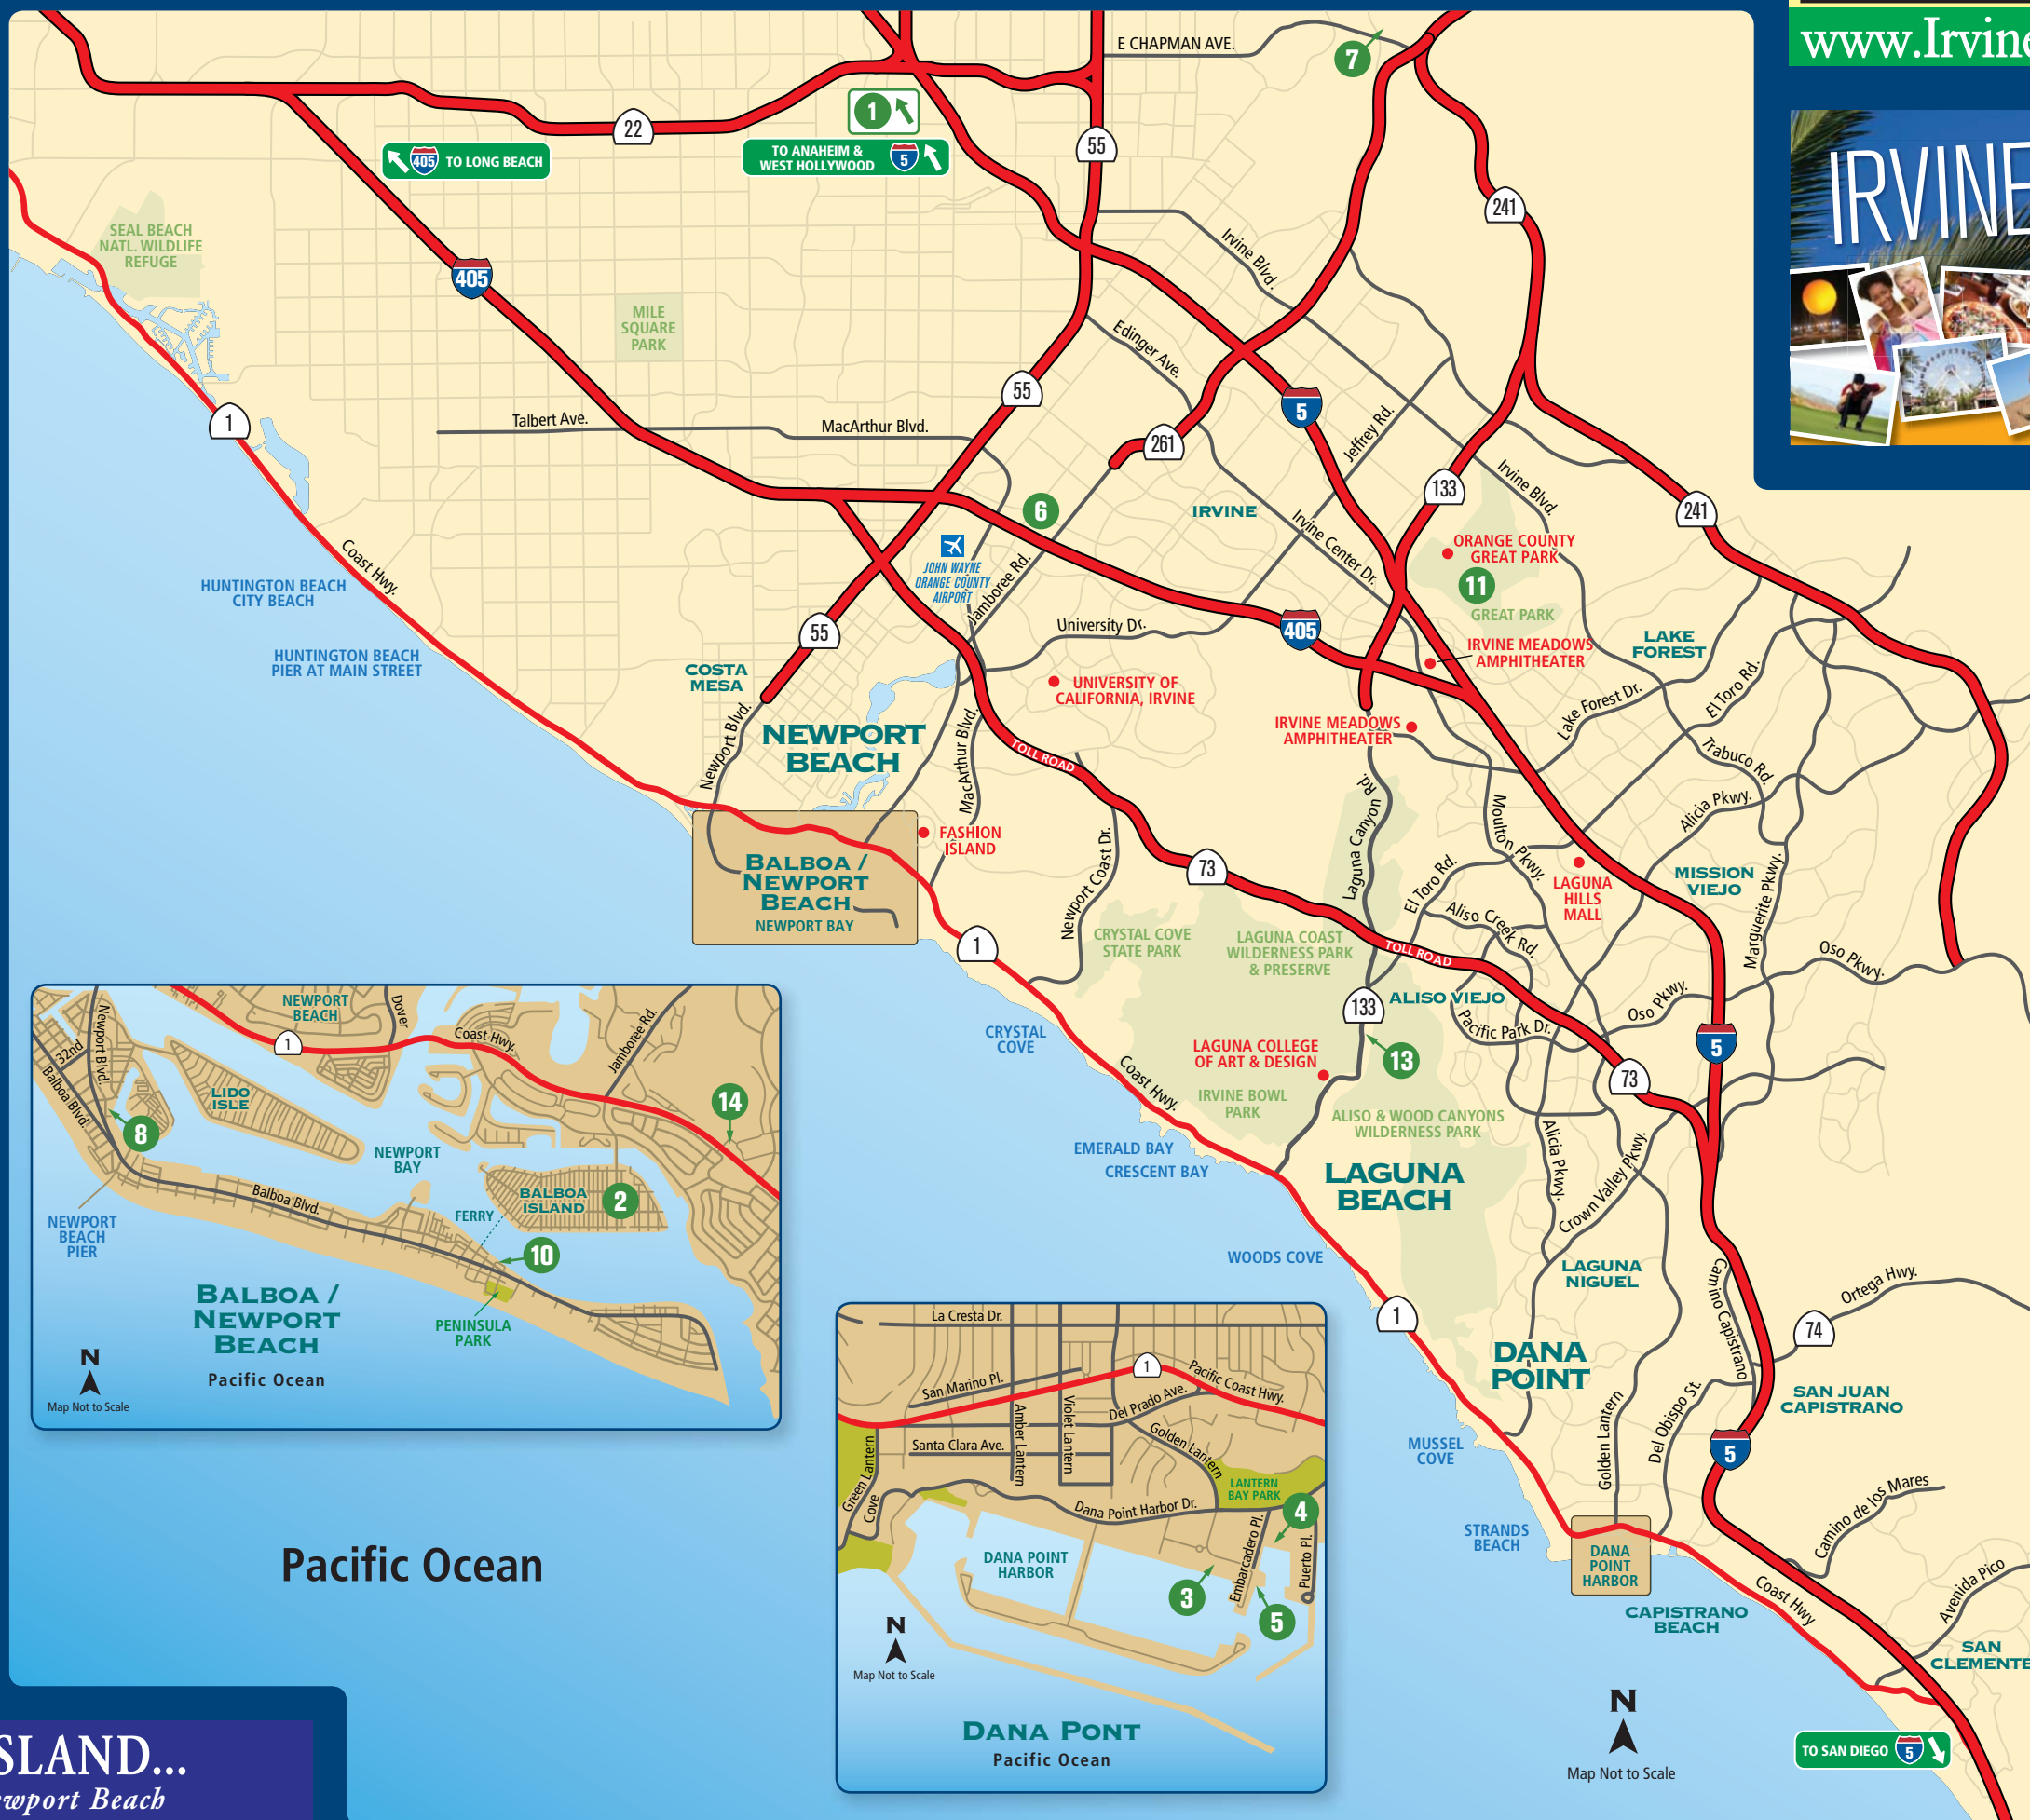 www.Irvine
IRVINE
E CHAPMAN AVE.
7
1
22
55
405 TO LONG BEACH
TO ANAHEIM &
WEST HOLLYWOOD
5
241
SEAL BEACH
NATL. WILDLIFE
REFUGE
405
Irvine Blvd.
MILE
SQUARE
PARK
Edinger Ave.
55
5
1
Talbert Ave.
MacArthur Blvd.
261
Jeffrey Rd.
133
Irvine Blvd.
241
6
IRVINE
Irvine Center Dr.
ORANGE COUNTY
GREAT PARK
11
GREAT PARK
JOHN WAYNE
ORANGE COUNTY
AIRPORT
Jamboree Rd.
Coast Hwy.
HUNTINGTON BEACH
CITY BEACH
HUNTINGTON BEACH
PIER AT MAIN STREET
55
University Dr.
405
LAKE
FOREST
IRVINE MEADOWS
AMPHITHEATER
COSTA
MESA
UNIVERSITY OF
CALIFORNIA, IRVINE
El Toro Rd.
Lake Forest Dr.
IRVINE MEADOWS
AMPHITHEATER
Newport Blvd.
NEWPORT
BEACH
MacArthur Blvd.
TOLL ROAD
Trabuco Rd.
Alicia Pkwy.
Laguna Canyon Rd.
Moulton Pkwy.
FASHION
ISLAND
BALBOA /
NEWPORT
BEACH
NEWPORT BAY
Newport Coast Dr.
73
El Toro Rd.
LAGUNA
HILLS
MALL
MISSION
VIEJO
Marguerite Pkwy.
Aliso Creek Rd.
1
CRYSTAL COVE
STATE PARK
LAGUNA COAST
WILDERNESS PARK
& PRESERVE
TOLL ROAD
Oso Pkwy.
133
ALISO VIEJO
Oso Pkwy.
Pacific Park Dr.
CRYSTAL
COVE
LAGUNA COLLEGE
OF ART & DESIGN
13
5
73
Coast Hwy.
IRVINE BOWL
PARK
ALISO & WOOD CANYONS
WILDERNESS PARK
EMERALD BAY
CRESCENT BAY
LAGUNA
BEACH
Alicia Pkwy.
Crown Valley Pkwy.
WOODS COVE
LAGUNA
NIGUEL
Camino Capistrano
Ortega Hwy.
1
74
DANA
POINT
SAN JUAN
CAPISTRANO
Golden Lantern
Del Obispo St.
MUSSEL
COVE
5
Camino de los Mares
STRANDS
BEACH
DANA
POINT
HARBOR
Coast Hwy
Avenida Pico
CAPISTRANO
BEACH
SAN
CLEMENTE
N
Map Not to Scale
TO SAN DIEGO 5
NEWPORT
BEACH
Dover
Newport Blvd.
1
Coast Hwy.
Jamboree Rd.
32nd
Balboa Blvd.
LIDO
ISLE
8
14
NEWPORT
BAY
BALBOA
ISLAND
2
Balboa Blvd.
FERRY
NEWPORT
BEACH
PIER
10
BALBOA /
NEWPORT
BEACH
PENINSULA
PARK
N
Map Not to Scale
Pacific Ocean
La Cresta Dr.
1
Pacific Coast Hwy.
San Marino Pl.
Del Prado Ave.
Amber Lantern
Violet Lantern
Santa Clara Ave.
Golden Lantern
Green Lantern
Cove
LANTERN
BAY PARK
Dana Point Harbor Dr.
4
DANA POINT
HARBOR
Embarcadero Pl.
Puerto Pl.
3
5
N
Map Not to Scale
DANA PONT
Pacific Ocean
Pacific Ocean
SLAND...
wport Beach